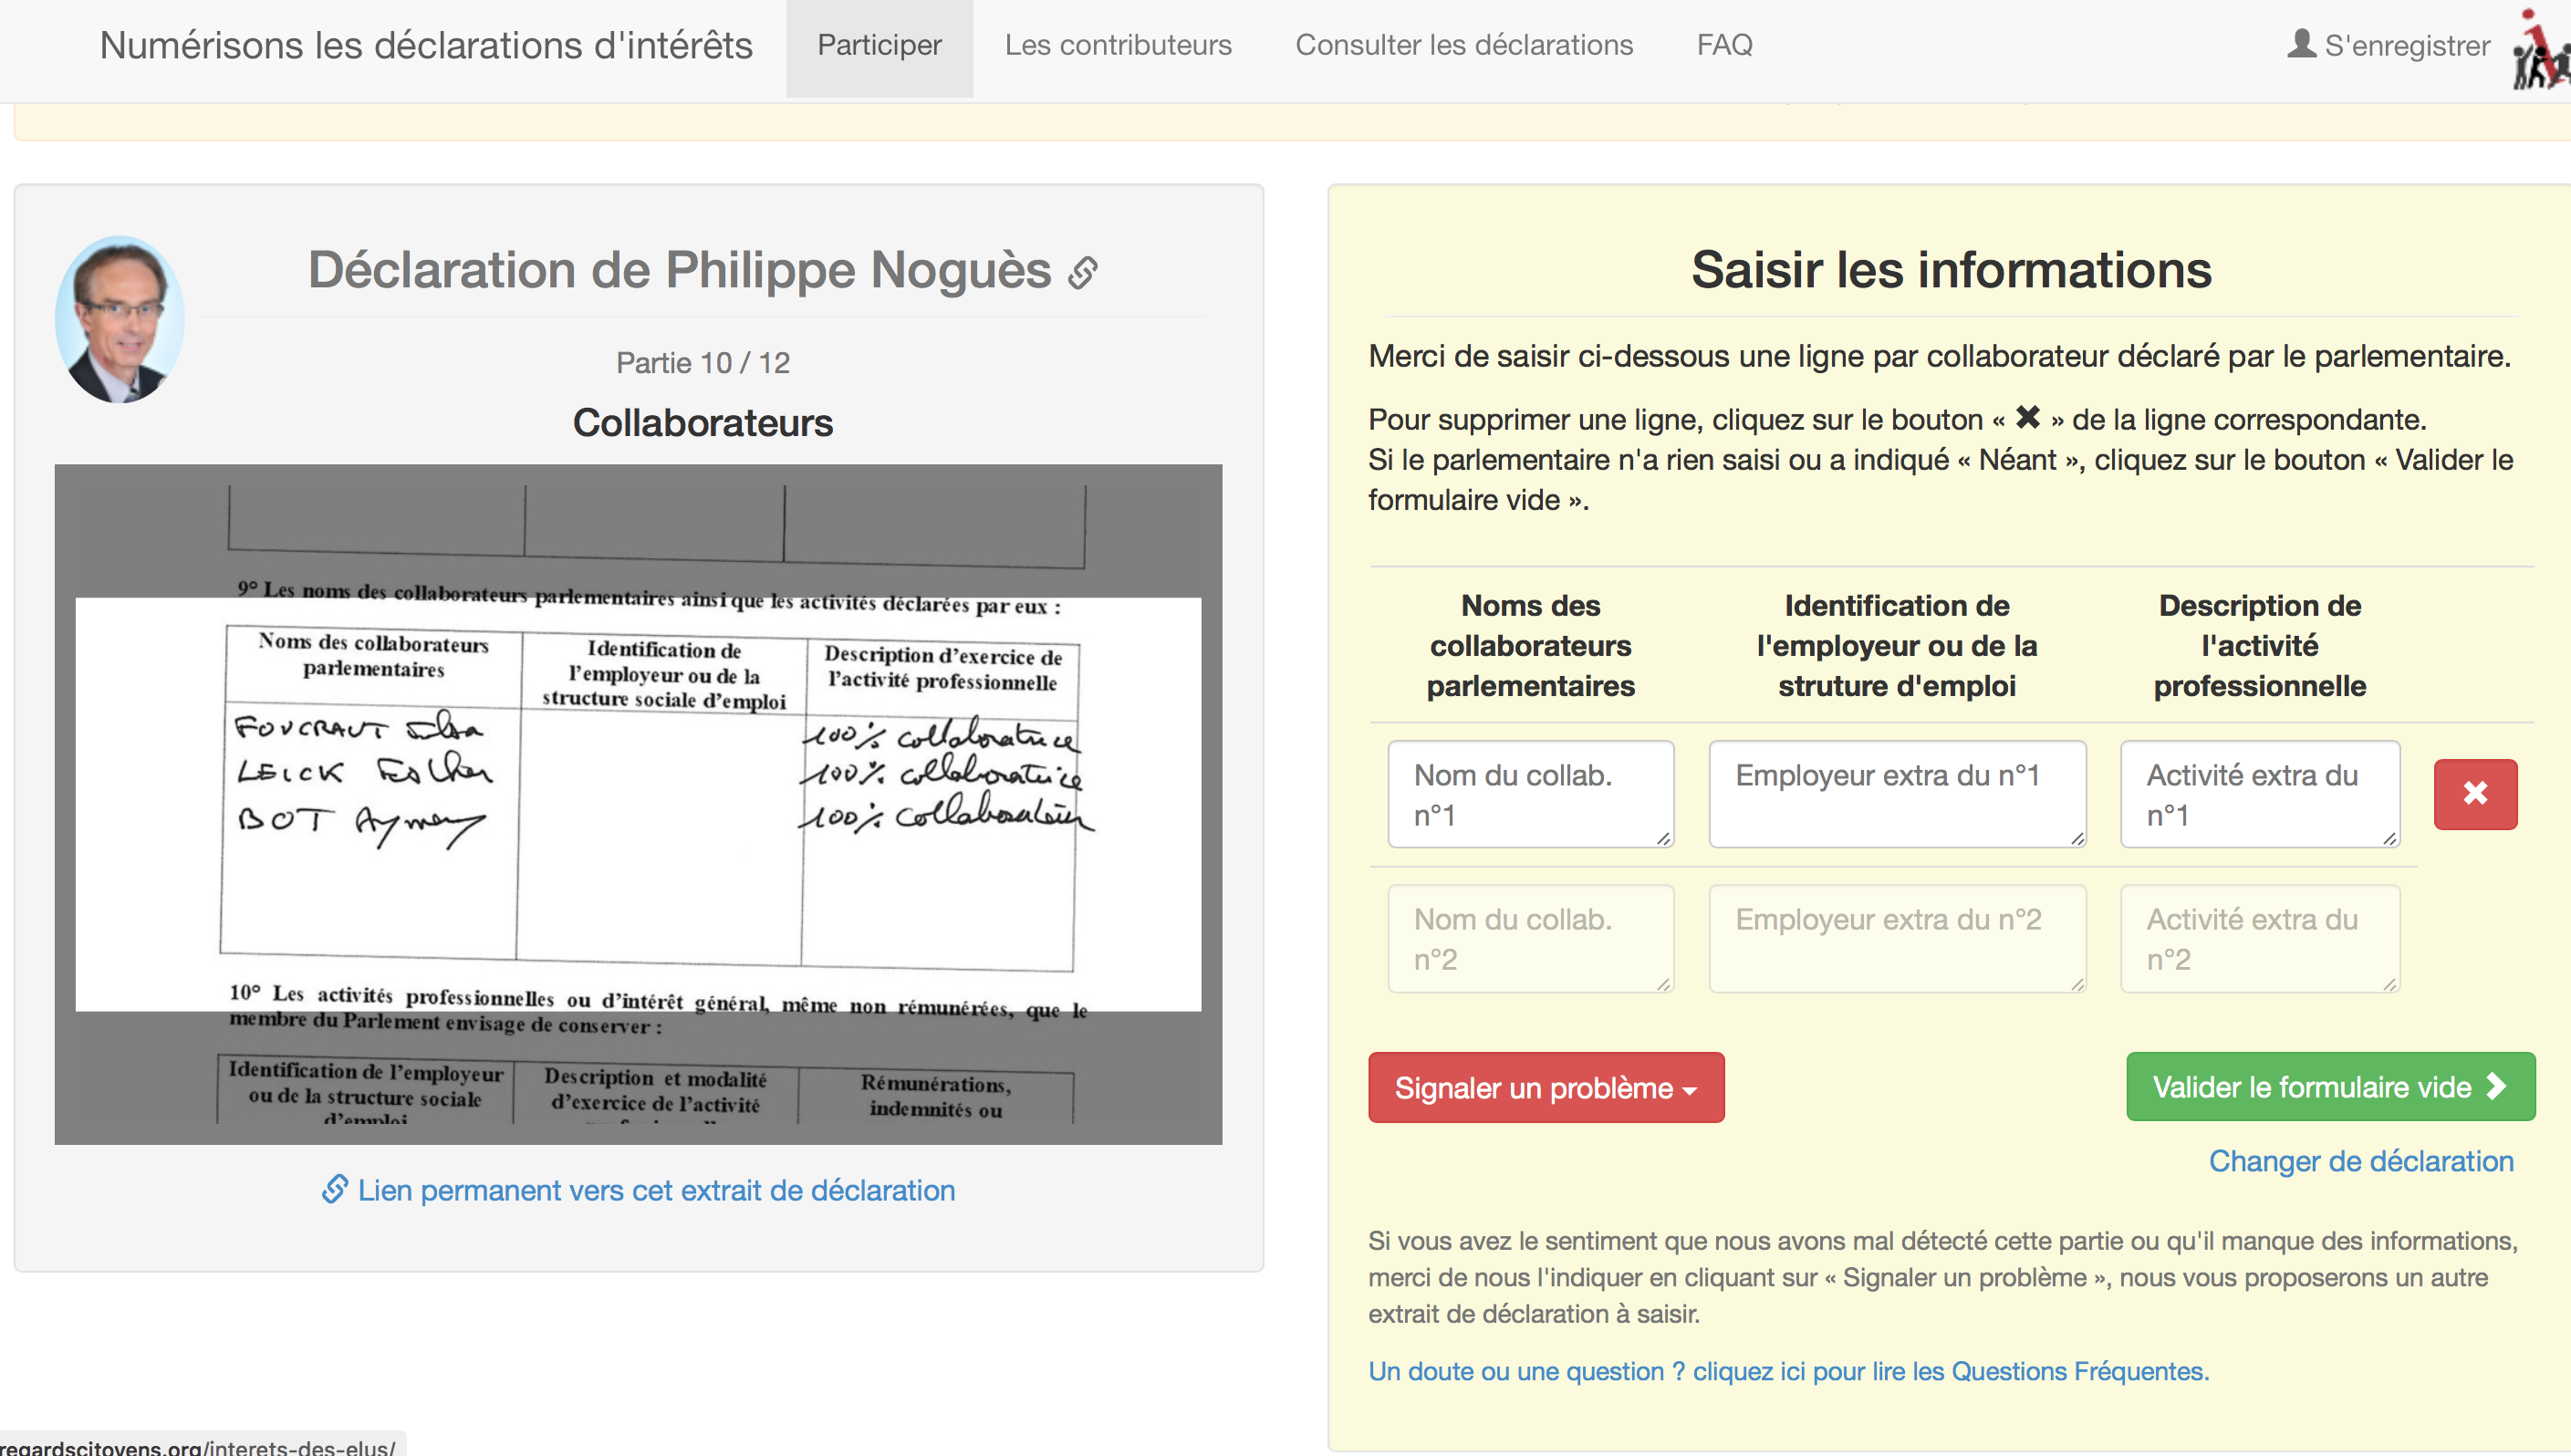 Numérisons les déclarations d'intérêts Participer Les contributeurs Consulter les déclarations FAQ S'enregistrer
Déclaration de Philippe Noguès
Partie 10 / 12
Collaborateurs
9° Les noms des collaborateurs parlementaires ainsi que les activités déclarées par eux :
Noms des collaborateurs
parlementaires
Identification de
l'employeur ou de la
structure sociale d'emploi
Description d'exercice de
l'activité professionnelle
FOUCRAUT Elsa 100% collaboratrice
LEICK Esther 100% collaboratrice
BOT Aymery 100% collaborateur
10° Les activités professionnelles ou d'intérêt général, même non rémunérées, que le
membre du Parlement envisage de conserver :
Identification de l'employeur
ou de la structure sociale
d'emploi
Description et modalité
d'exercice de l'activité
Rémunérations,
indemnités ou
Lien permanent vers cet extrait de déclaration
Saisir les informations
Merci de saisir ci-dessous une ligne par collaborateur déclaré par le parlementaire.
Pour supprimer une ligne, cliquez sur le bouton « ✖ » de la ligne correspondante.
Si le parlementaire n'a rien saisi ou a indiqué « Néant », cliquez sur le bouton « Valider le
formulaire vide ».
Noms des
collaborateurs
parlementaires
Identification de
l'employeur ou de la
struture d'emploi
Description de
l'activité
professionnelle
Nom du collab.
n°1
Employeur extra du n°1
Activité extra du
n°1
Nom du collab.
n°2
Employeur extra du n°2
Activité extra du
n°2
Signaler un problème
Valider le formulaire vide
Changer de déclaration
Si vous avez le sentiment que nous avons mal détecté cette partie ou qu'il manque des informations,
merci de nous l'indiquer en cliquant sur « Signaler un problème », nous vous proposerons un autre
extrait de déclaration à saisir.
Un doute ou une question ? cliquez ici pour lire les Questions Fréquentes.
regardscitoyens.org/interets-des-elus/